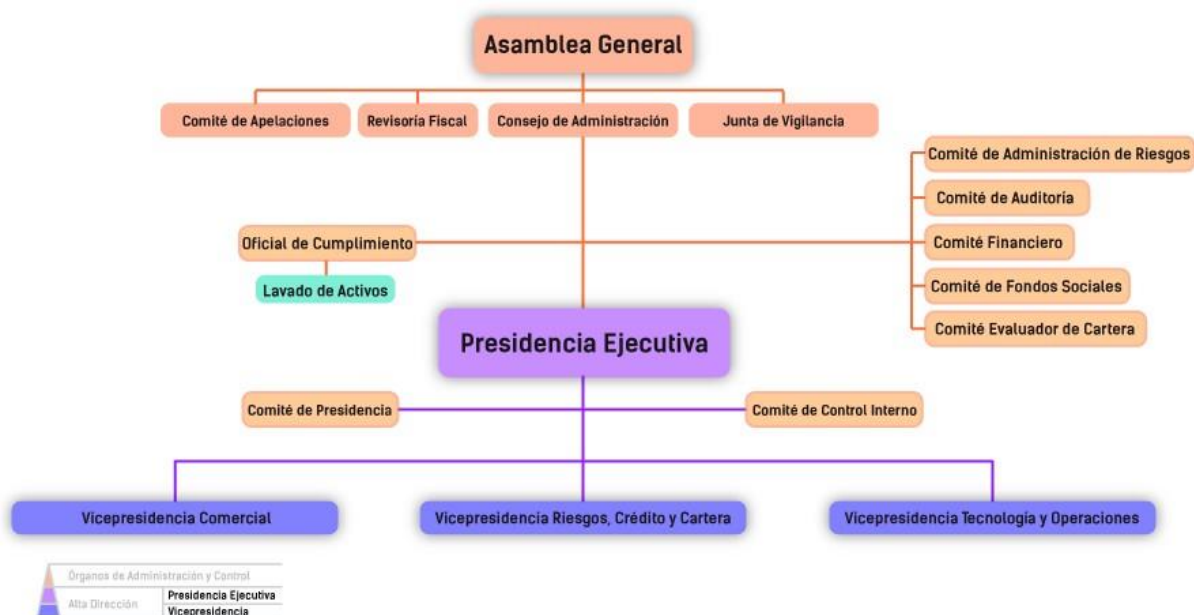 Asamblea General
Comité de Apelaciones
Revisoría Fiscal
Consejo de Administración
Junta de Vigilancia
Comité de Administración de Riesgos
Comité de Auditoría
Oficial de Cumplimiento
Comité Financiero
Lavado de Activos
Comité de Fondos Sociales
Comité Evaluador de Cartera
Presidencia Ejecutiva
Comité de Presidencia
Comité de Control Interno
Vicepresidencia Comercial
Vicepresidencia Riesgos, Crédito y Cartera
Vicepresidencia Tecnología y Operaciones
Órganos de Administración y Control
Alta Dirección
Presidencia Ejecutiva
Vicepresidencia